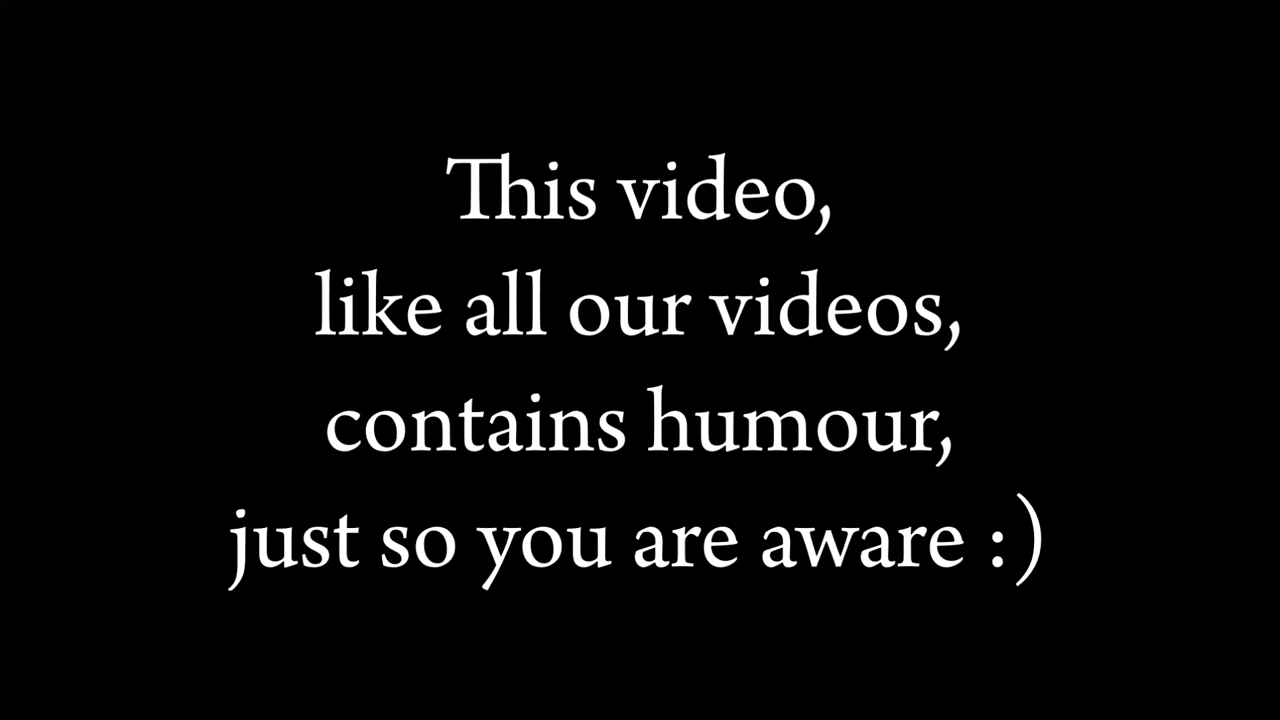 This video,
like all our videos,
contains humour,
just so you are aware :)